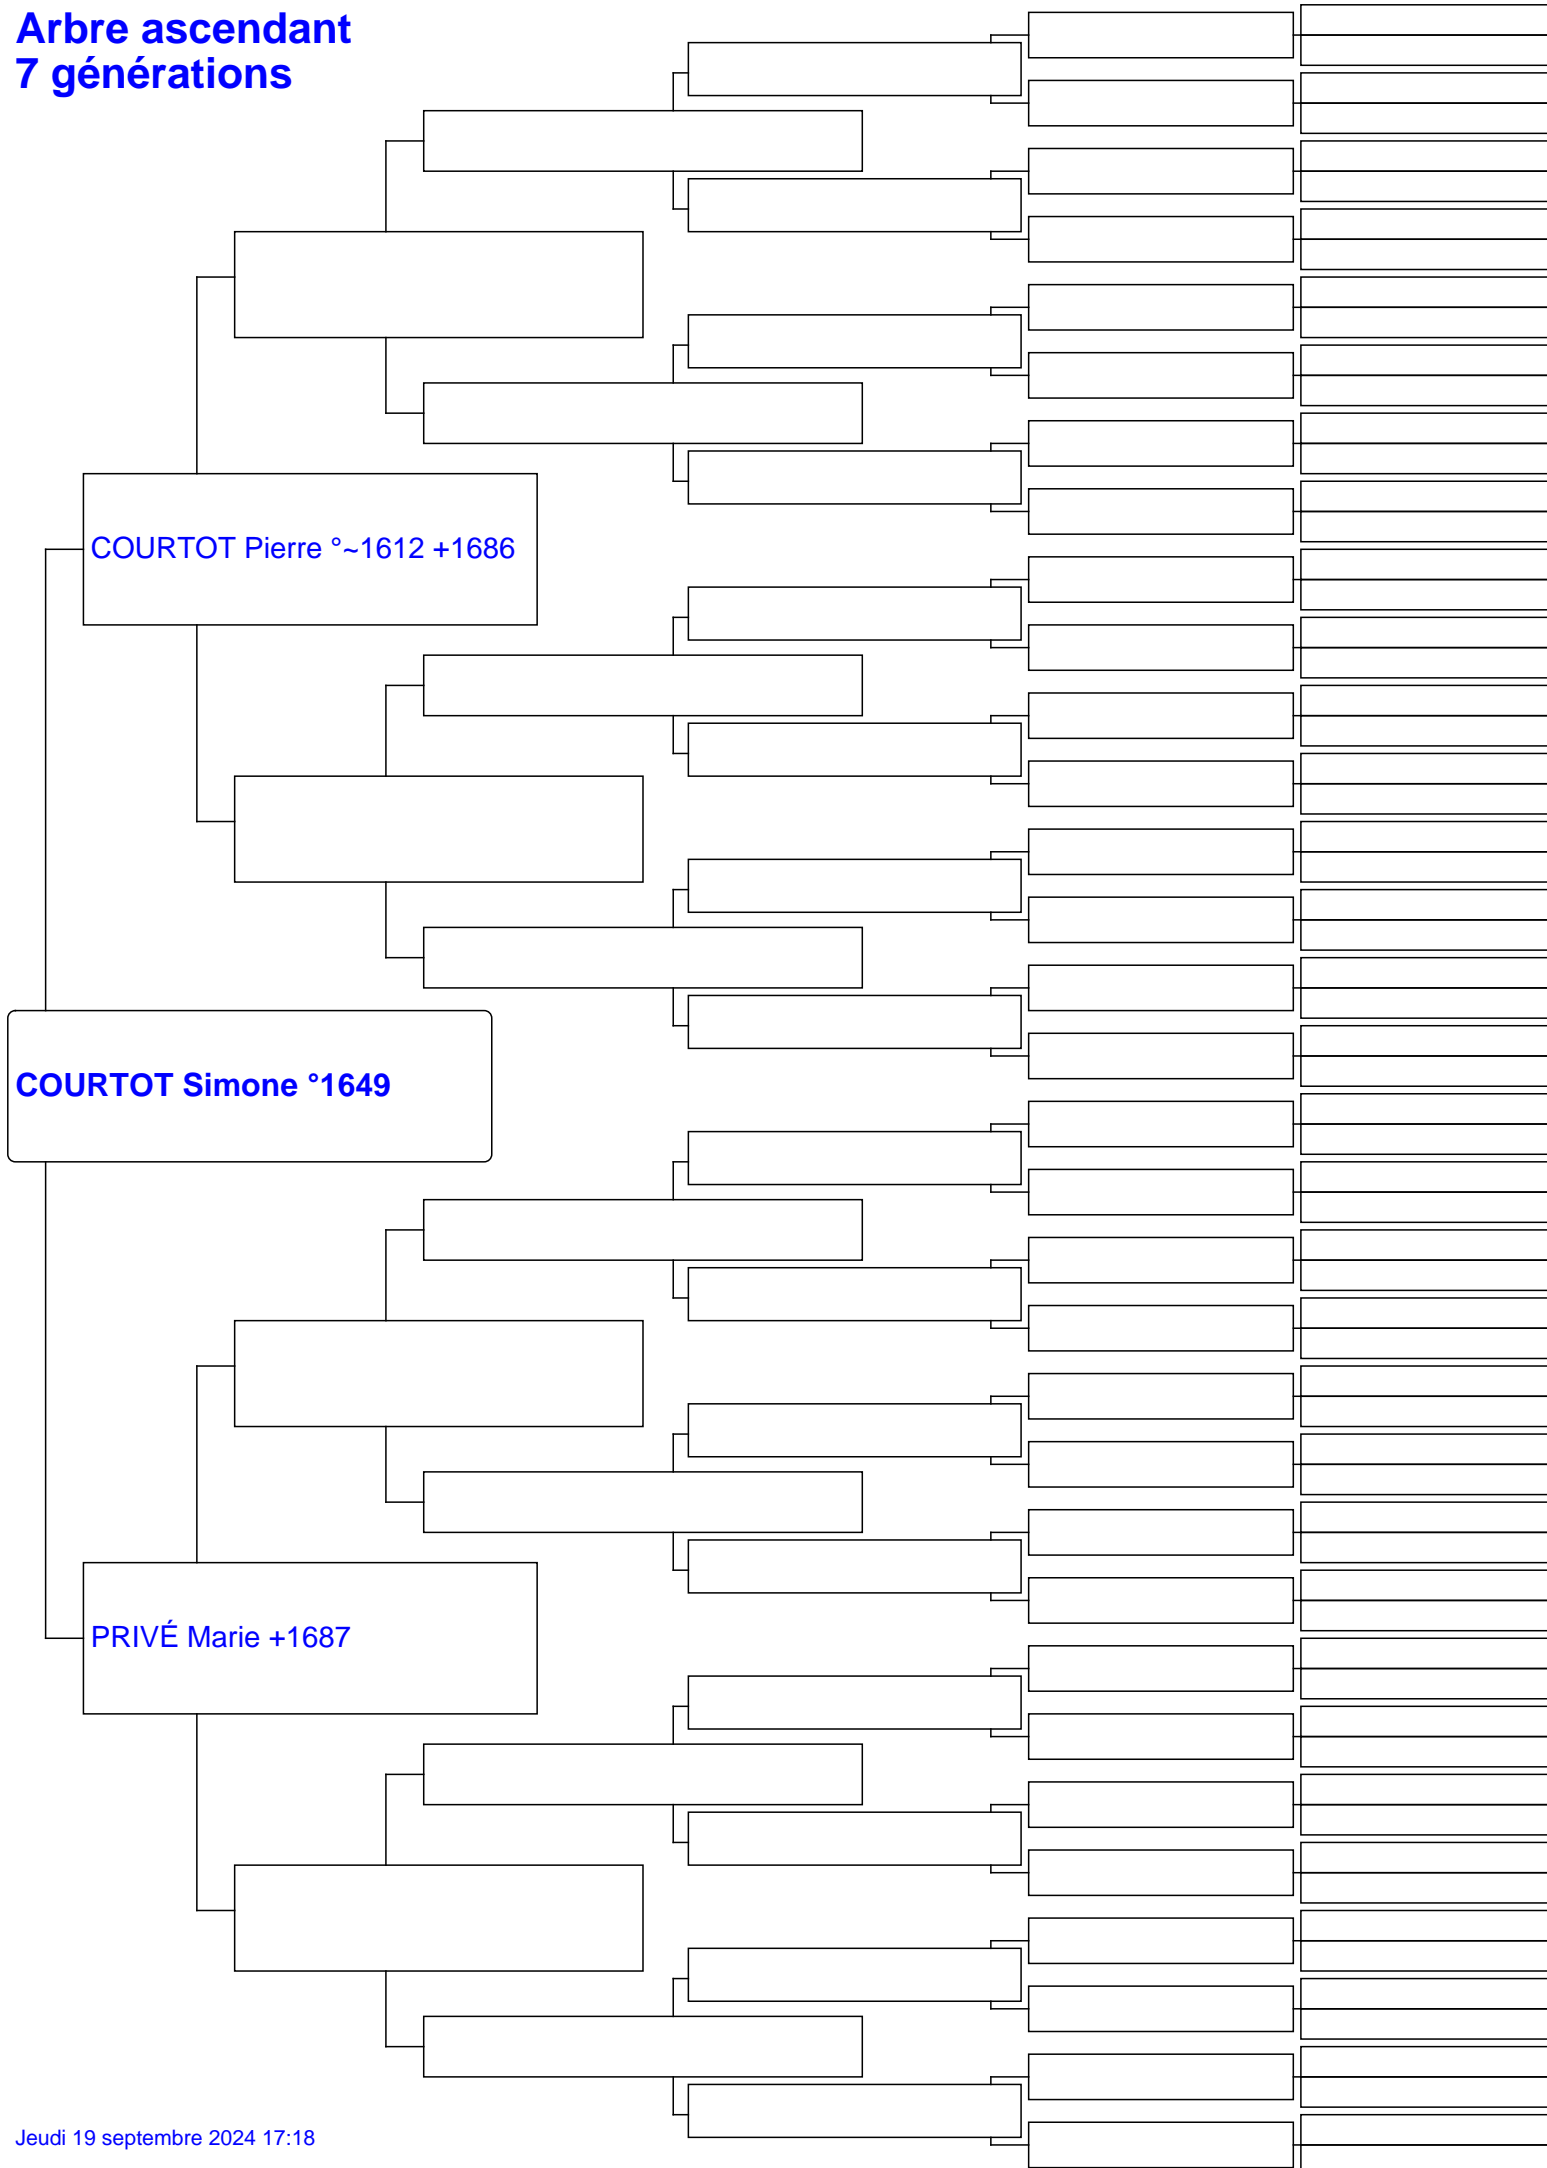 Arbre ascendant
7 générations
COURTOT Pierre °~1612 +1686
COURTOT Simone °1649
PRIVÉ Marie +1687
Jeudi 19 septembre 2024 17:18